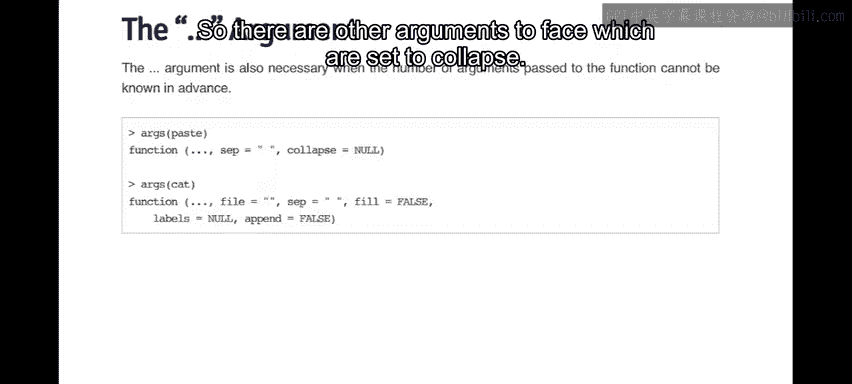 The "..." Argument
So there are other arguments to face which
are set to collapse.
The ... argument is also necessary when the number of arguments passed to the function cannot be
known in advance.
> args(paste)
function (..., sep = " ", collapse = NULL)
> args(cat)
function (..., file = "", sep = " ", fill = FALSE,
labels = NULL, append = FALSE)